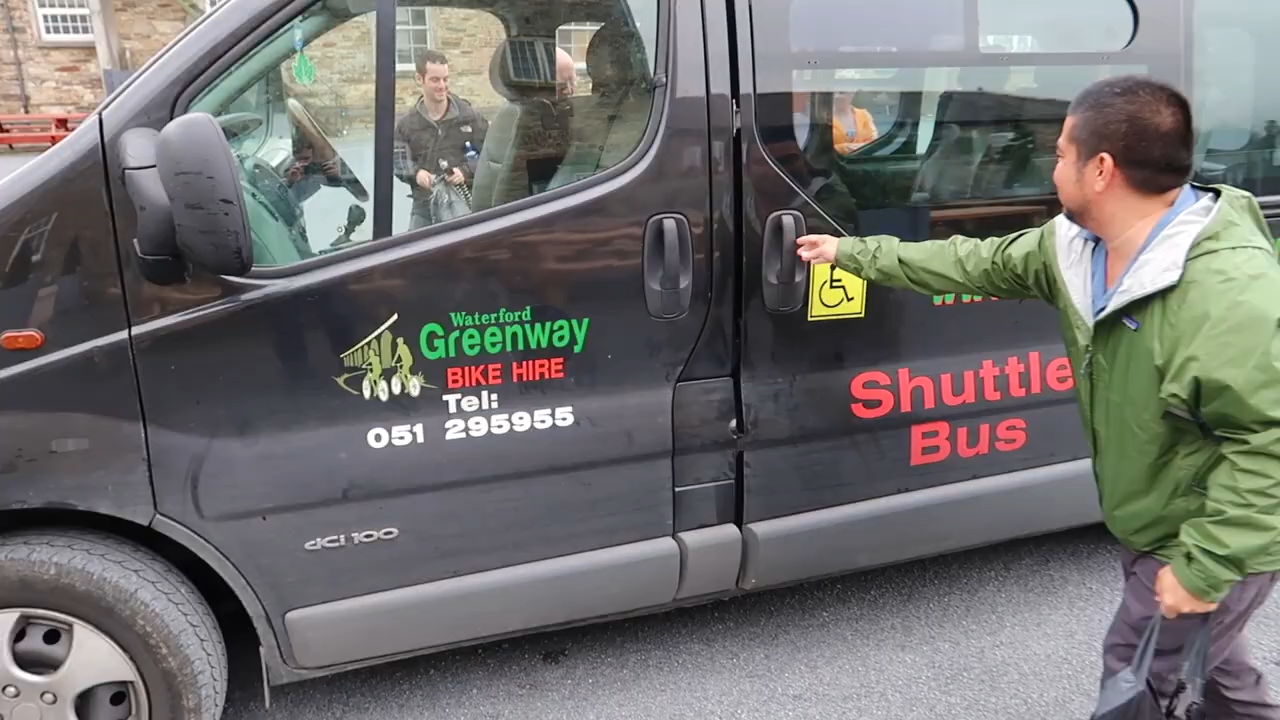 Waterford
Greenway
BIKE HIRE
Tel:
051 295955
dCi 100
Shuttle
Bus